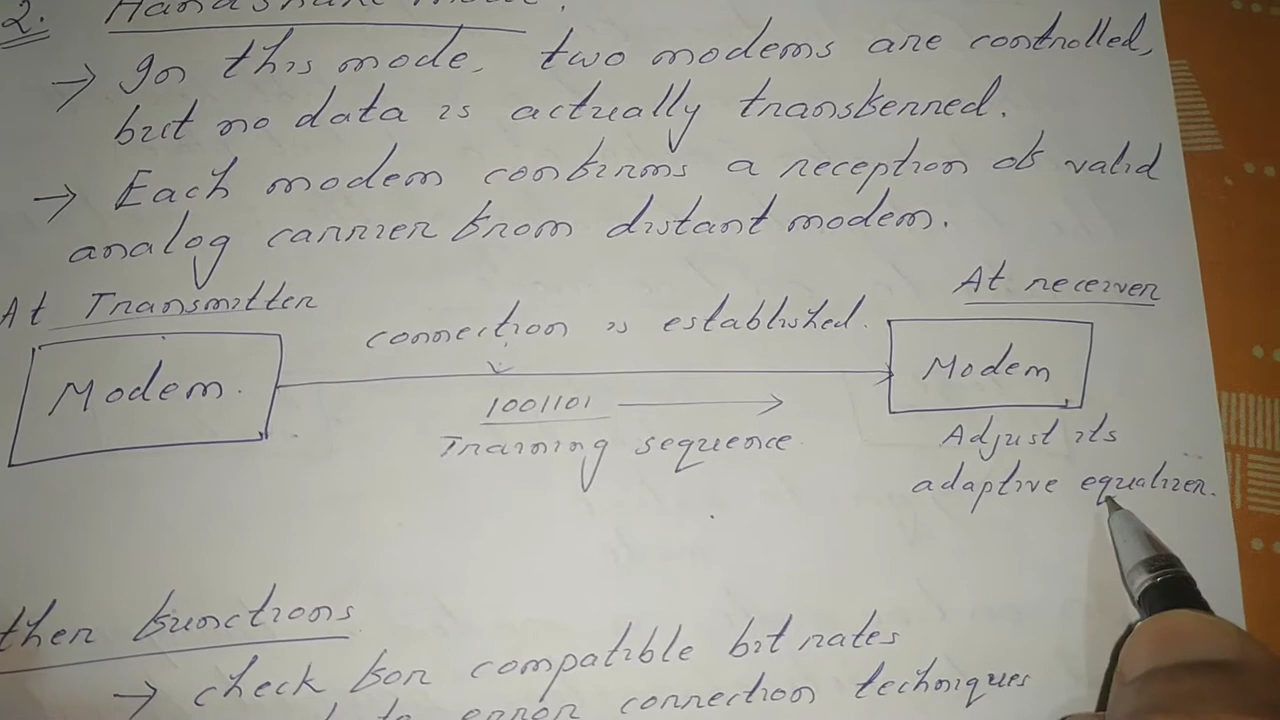 2. Handshake mode.
→ In this mode, two modems are controlled,
but no data is actually transferred.
→ Each modem confirms a reception of valid
analog carrier from distant modem.
At Transmitter
At receiver
connection is established.
Modem.
Modem
1001101 →
Training sequence
Adjust its
adaptive equalizer.
ther functions
→ check for compatible bit rates
to error correction techniques